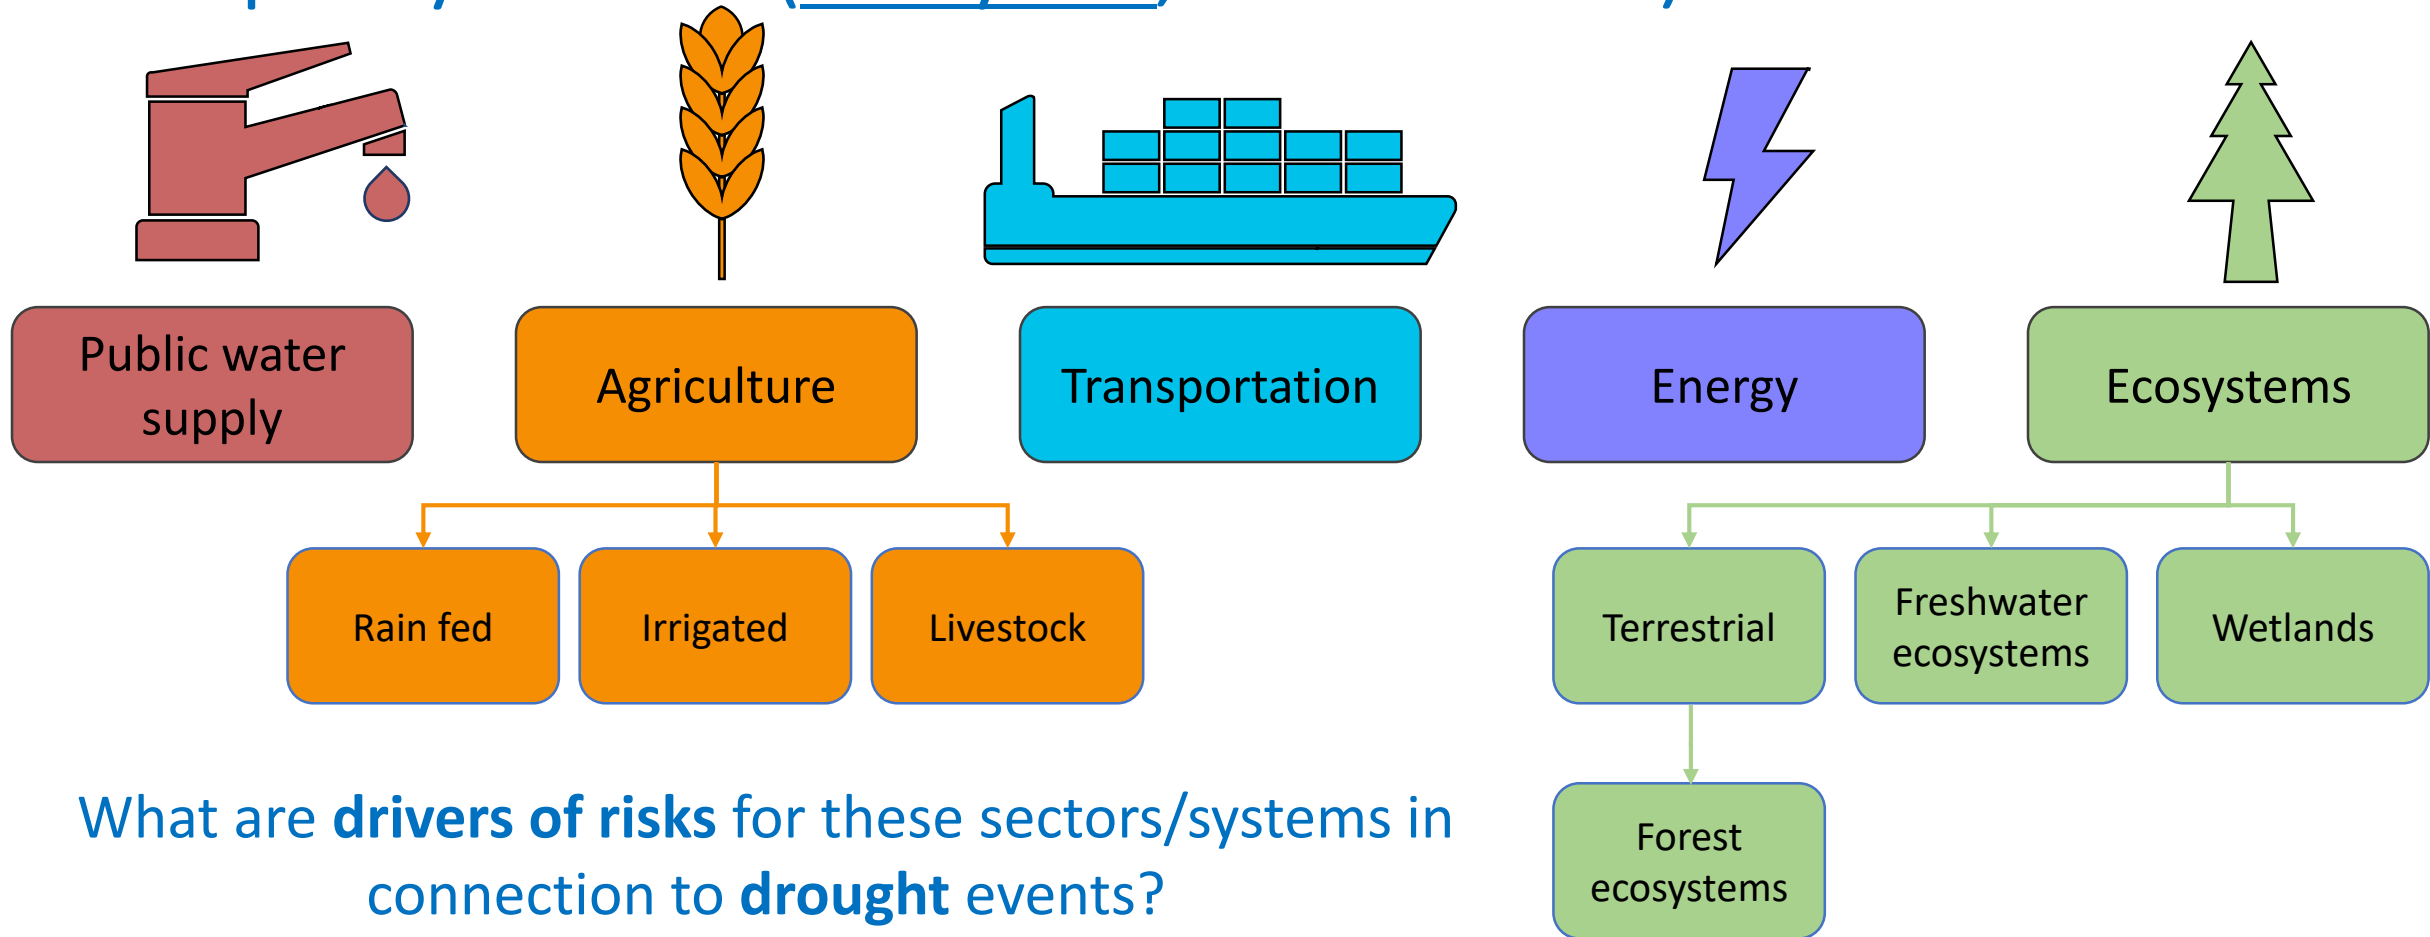 Public water
supply
Agriculture
Transportation
Energy
Ecosystems
Rain fed
Irrigated
Livestock
Terrestrial
Freshwater
ecosystems
Wetlands
Forest
ecosystems
What are drivers of risks for these sectors/systems in
connection to drought events?